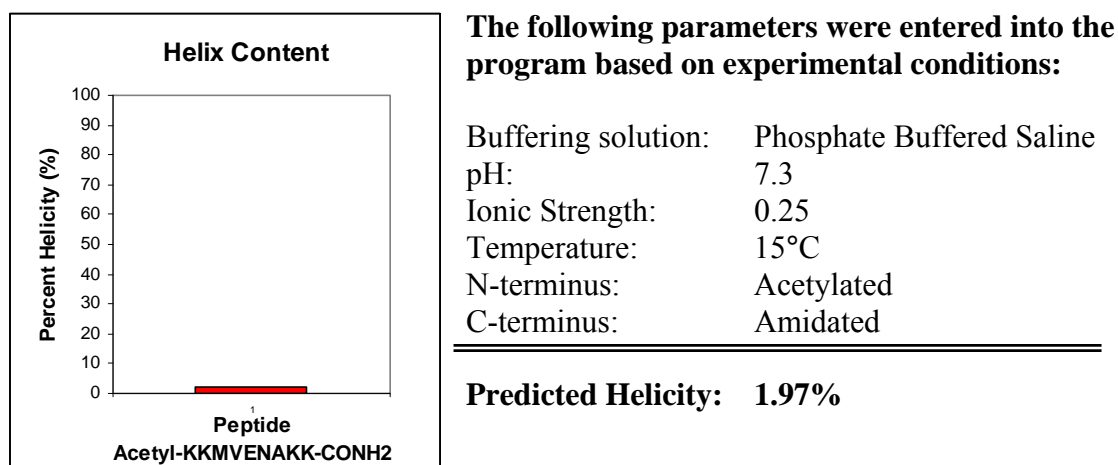 Helix Content
100
90
80
70
60
50
40
30
20
10
0
Percent Helicity (%)
1
Peptide
Acetyl-KKMVENAKK-CONH2
The following parameters were entered into the
program based on experimental conditions:
Buffering solution: Phosphate Buffered Saline
pH: 7.3
Ionic Strength: 0.25
Temperature: 15°C
N-terminus: Acetylated
C-terminus: Amidated
Predicted Helicity: 1.97%